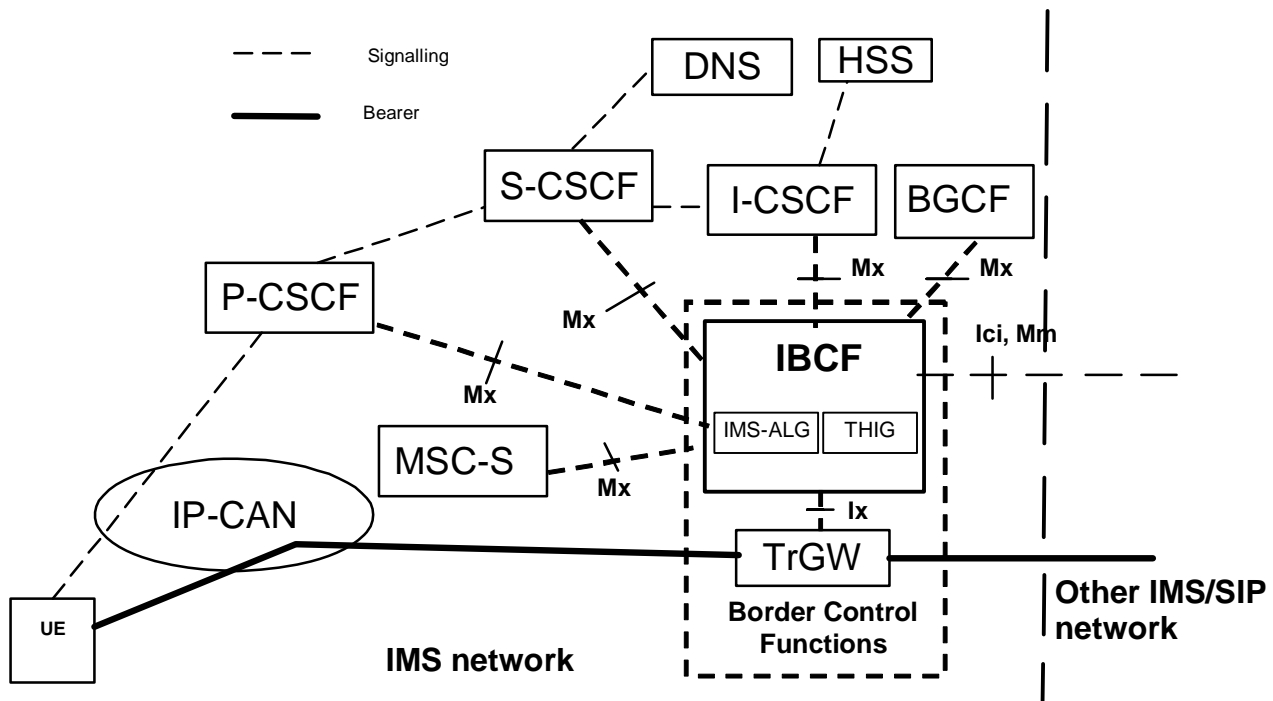 Signalling
Bearer
DNS
HSS
S-CSCF
I-CSCF
BGCF
P-CSCF
Mx
Mx
Mx
Ici, Mm
IBCF
Mx
IMS-ALG
THIG
MSC-S
Mx
Ix
IP-CAN
TrGW
UE
Border Control
Functions
Other IMS/SIP
network
IMS network